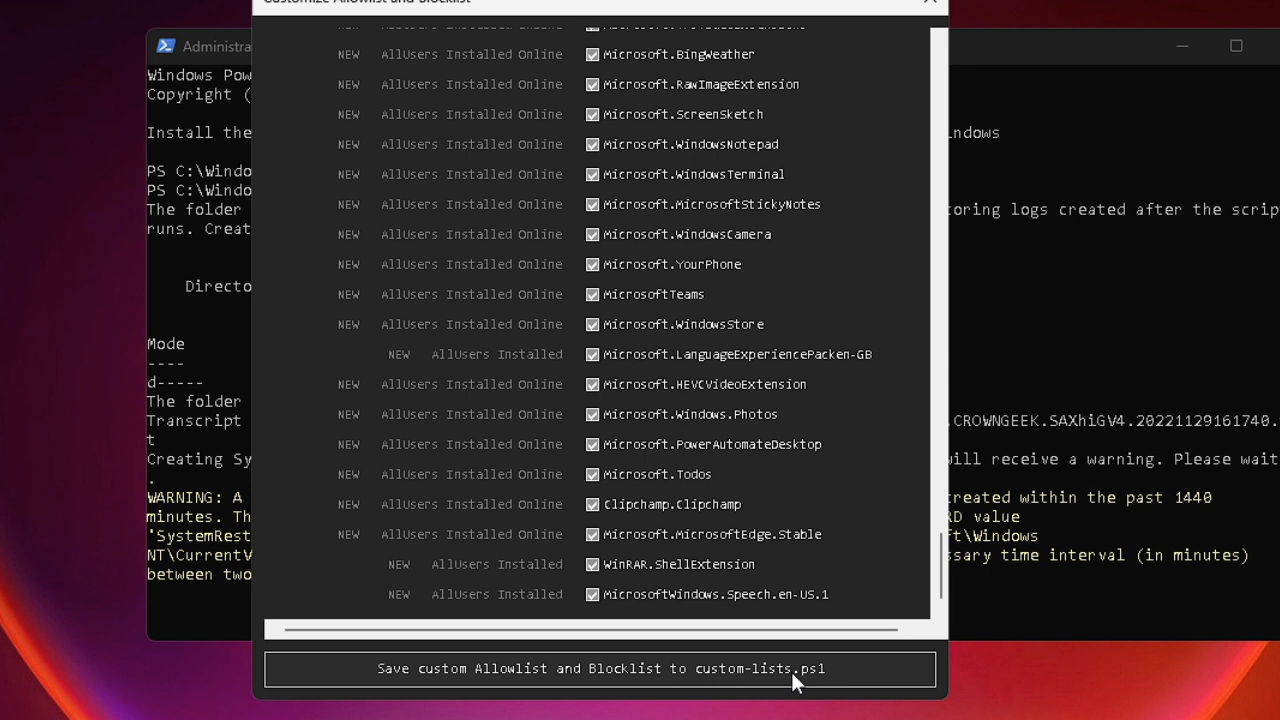 Customize Allowlist and Blocklist
NEW AllUsers Installed Online Microsoft.BingWeather
NEW AllUsers Installed Online Microsoft.RawImageExtension
NEW AllUsers Installed Online Microsoft.ScreenSketch
NEW AllUsers Installed Online Microsoft.WindowsNotepad
NEW AllUsers Installed Online Microsoft.WindowsTerminal
NEW AllUsers Installed Online Microsoft.MicrosoftStickyNotes
NEW AllUsers Installed Online Microsoft.WindowsCamera
NEW AllUsers Installed Online Microsoft.YourPhone
NEW AllUsers Installed Online MicrosoftTeams
NEW AllUsers Installed Online Microsoft.WindowsStore
NEW AllUsers Installed Microsoft.LanguageExperiencePacken-GB
NEW AllUsers Installed Online Microsoft.HEVCVideoExtension
NEW AllUsers Installed Online Microsoft.Windows.Photos
NEW AllUsers Installed Online Microsoft.PowerAutomateDesktop
NEW AllUsers Installed Online Microsoft.Todos
NEW AllUsers Installed Online Clipchamp.Clipchamp
NEW AllUsers Installed Online Microsoft.MicrosoftEdge.Stable
NEW AllUsers Installed WinRAR.ShellExtension
NEW AllUsers Installed MicrosoftWindows.Speech.en-US.1
Save custom Allowlist and Blocklist to custom-lists.ps1
Administra
Windows Pow
Copyright (
Install the indows
PS C:\Windo
PS C:\Windo
The folder toring logs created after the scrip
runs. Creat
Directo
Mode
----
d-----
The folder
Transcript .CROWNGEEK.SAXhiGV4.20221129161740.
t
Creating Sy will receive a warning. Please wait
.
WARNING: A created within the past 1440
minutes. Th RD value
'SystemRest ft\Windows
NT\CurrentV ssary time interval (in minutes)
between two